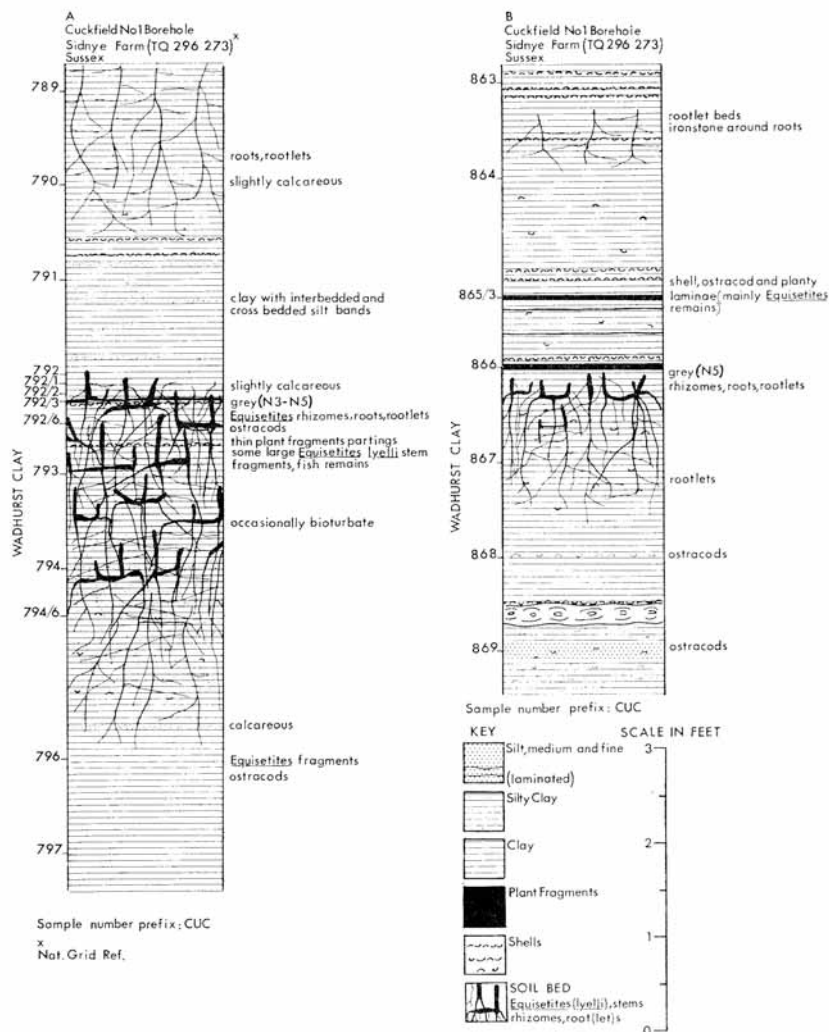 A
Cuckfield No1 Borehole
Sidnye Farm (TQ 296 273)x
Sussex
789
790
791
792
792/1
792/2
792/3
792/6
793
794
794/6
796
797
WADHURST CLAY
roots, rootlets
slightly calcareous
clay with interbedded and
cross bedded silt bands
slightly calcareous
grey (N3-N5)
Equisetites rhizomes, roots, rootlets
ostracods
thin plant fragments partings
some large Equisetites lyelli stem
fragments, fish remains
occasionally bioturbate
calcareous
Equisetites fragments
ostracods
Sample number prefix: CUC
x
Nat. Grid Ref.
B
Cuckfield No1 Borehole
Sidnye Farm (TQ 296 273)
Sussex
863
864
865/3
866
867
868
869
WADHURST CLAY
rootlet beds
ironstone around roots
shell, ostracod and planty
laminae (mainly Equisetites
remains)
grey (N5)
rhizomes, roots, rootlets
rootlets
ostracods
ostracods
Sample number prefix: CUC
KEY
Silt, medium and fine
(laminated)
Silty Clay
Clay
Plant Fragments
Shells
SOIL BED
Equisetites (lyelli), stems
rhizomes, root(let)s
SCALE IN FEET
3
2
1
0